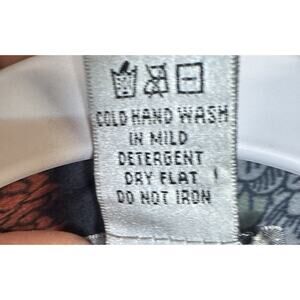 COLD HAND WASH
IN MILD
DETERGENT
DRY FLAT
DO NOT IRON